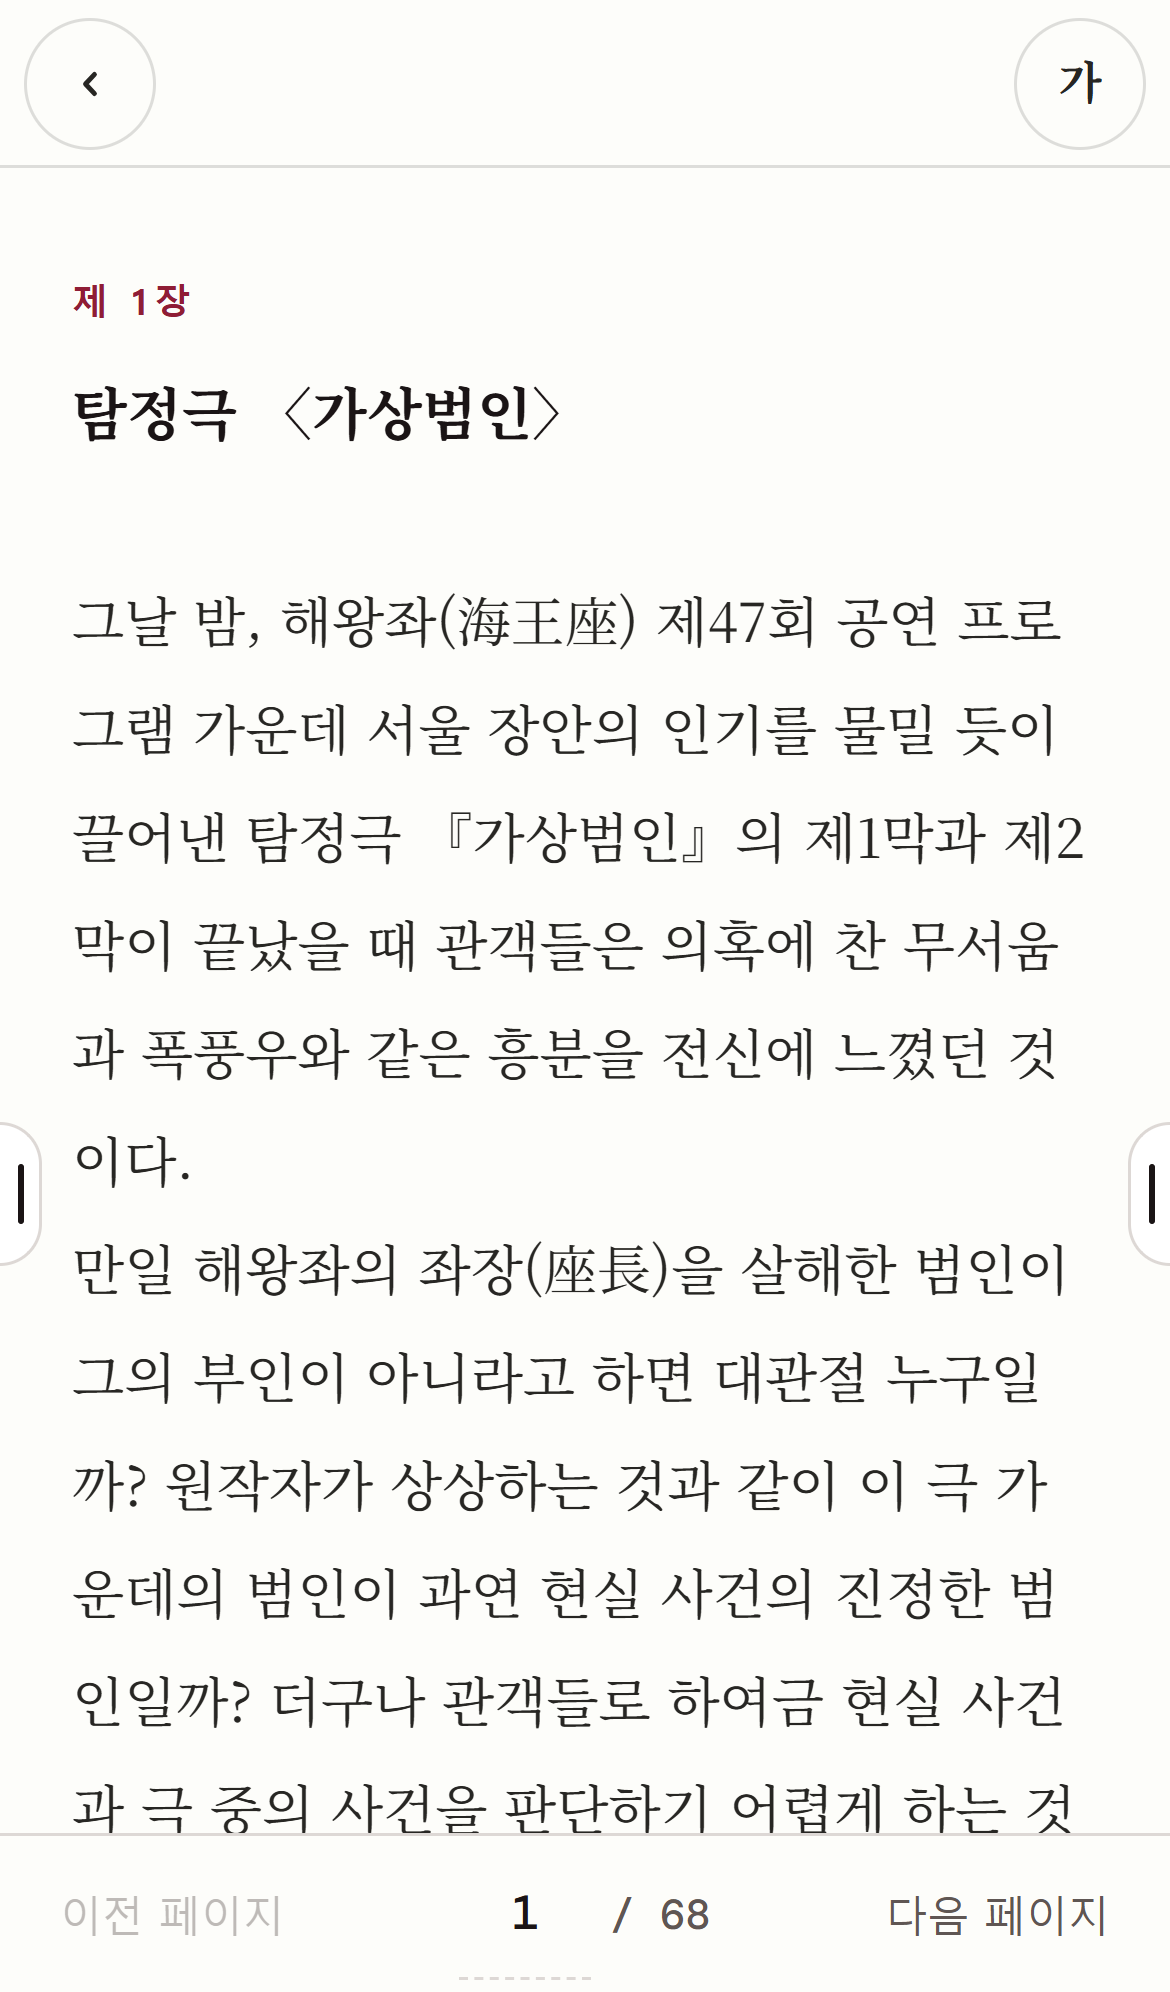 가
제 1장
탐정극 〈가상범인〉
그날 밤, 해왕좌(海王座) 제47회 공연 프로
그램 가운데 서울 장안의 인기를 물밀 듯이
끌어낸 탐정극 『가상범인』의 제1막과 제2
막이 끝났을 때 관객들은 의혹에 찬 무서움
과 폭풍우와 같은 흥분을 전신에 느꼈던 것
이다.
만일 해왕좌의 좌장(座長)을 살해한 범인이
그의 부인이 아니라고 하면 대관절 누구일
까? 원작자가 상상하는 것과 같이 이 극 가
운데의 범인이 과연 현실 사건의 진정한 범
인일까? 더구나 관객들로 하여금 현실 사건
과 극 중의 사건을 판단하기 어렵게 하는 것
이전 페이지 1 / 68 다음 페이지